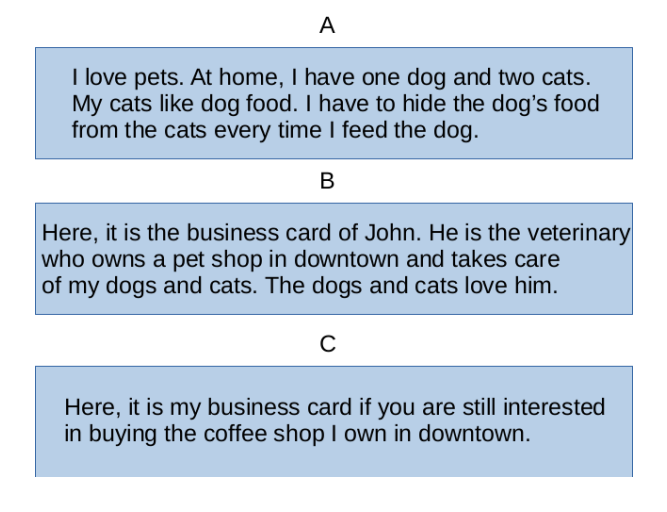 A
I love pets. At home, I have one dog and two cats.
My cats like dog food. I have to hide the dog’s food
from the cats every time I feed the dog.
B
Here, it is the business card of John. He is the veterinary
who owns a pet shop in downtown and takes care
of my dogs and cats. The dogs and cats love him.
C
Here, it is my business card if you are still interested
in buying the coffee shop I own in downtown.